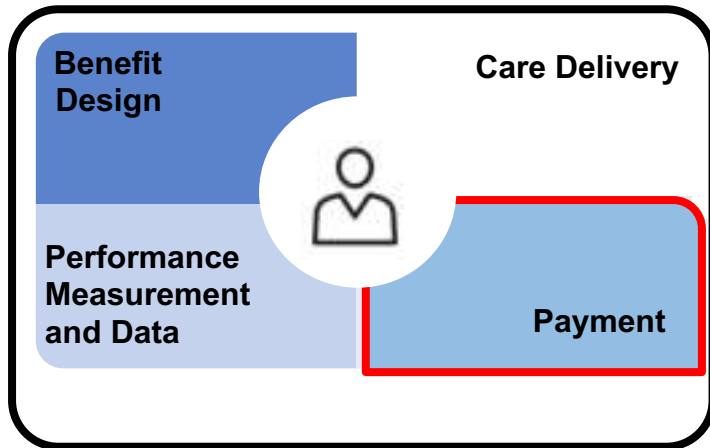 Benefit
Design
Care Delivery
Performance
Measurement
and Data
Payment